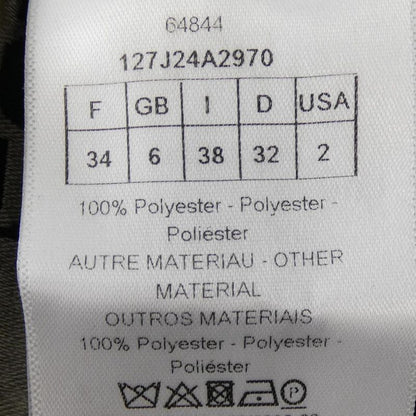 64844
127J24A2970
F GB I D USA
34 6 38 32 2
100% Polyester - Polyester -
Poliéster
AUTRE MATERIAU - OTHER
MATERIAL
OUTROS MATERIAIS
100% Polyester - Polyester -
Poliéster